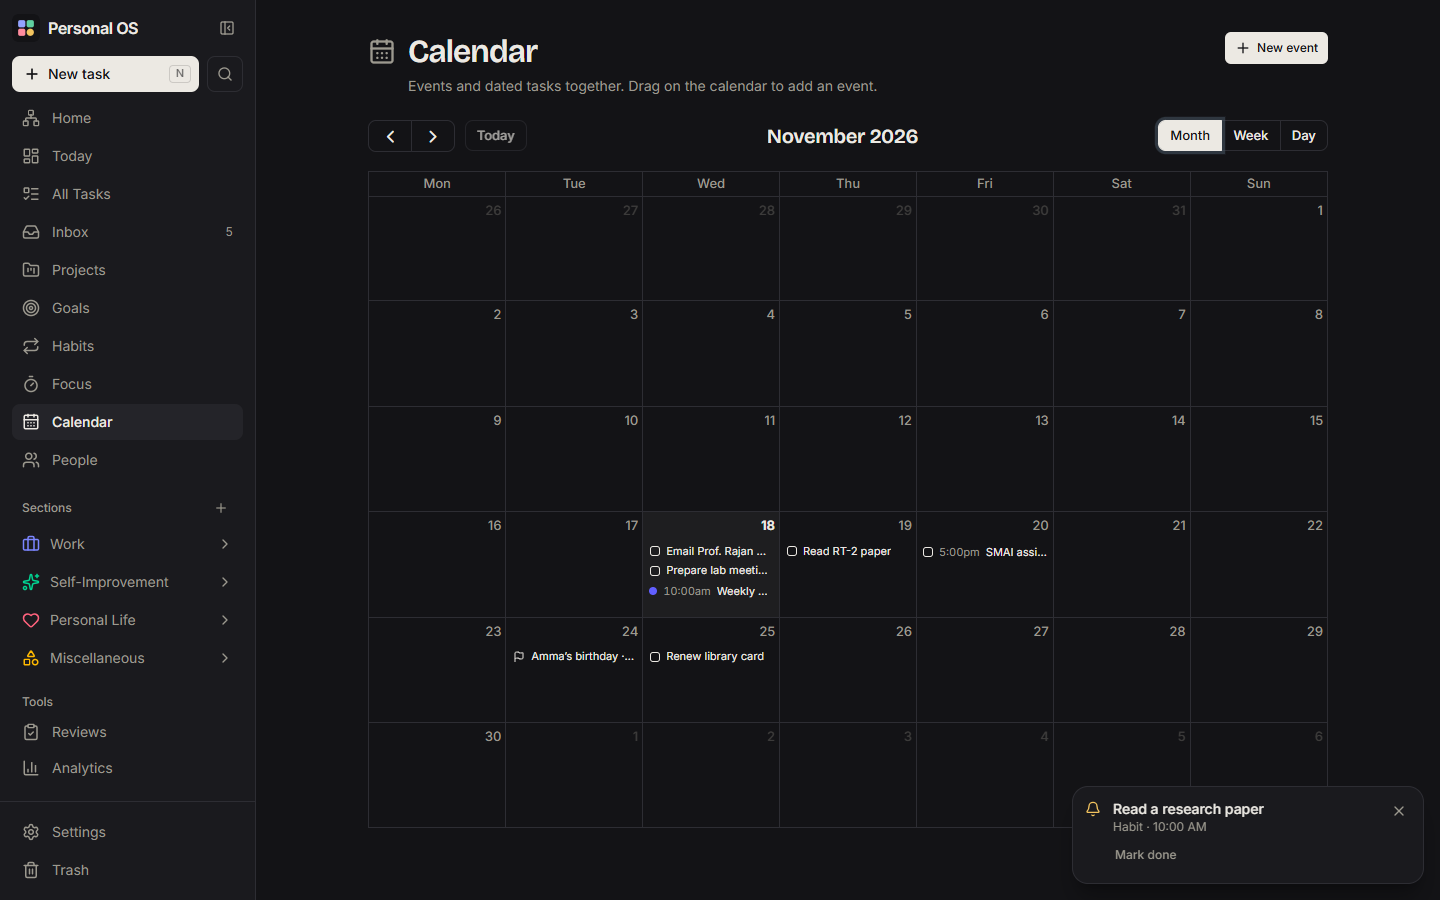 Personal OS
New task N
Home
Today
All Tasks
Inbox 5
Projects
Goals
Habits
Focus
Calendar
People
Sections
Work
Self-Improvement
Personal Life
Miscellaneous
Tools
Reviews
Analytics
Settings
Trash
Calendar
New event
Events and dated tasks together. Drag on the calendar to add an event.
Today
November 2026
Month Week Day
Mon Tue Wed Thu Fri Sat Sun
26 27 28 29 30 31 1
2 3 4 5 6 7 8
9 10 11 12 13 14 15
16 17 18 19 20 21 22
Email Prof. Rajan ...
Prepare lab meeti...
10:00am Weekly ...
Read RT-2 paper
5:00pm SMAI assi...
23 24 25 26 27 28 29
Amma's birthday ·...
Renew library card
30 1 2 3 4 5 6
Read a research paper
Habit · 10:00 AM
Mark done